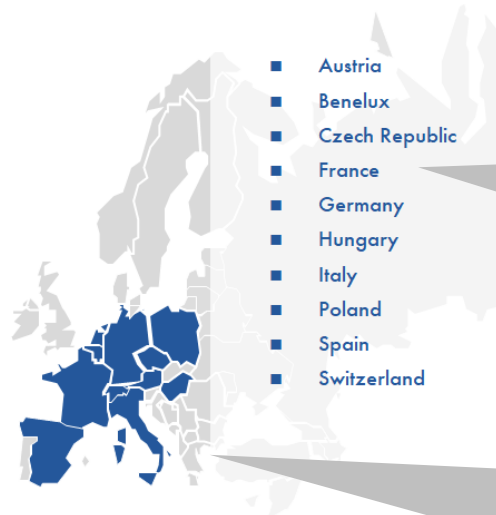 Austria
Benelux
Czech Republic
France
Germany
Hungary
Italy
Poland
Spain
Switzerland